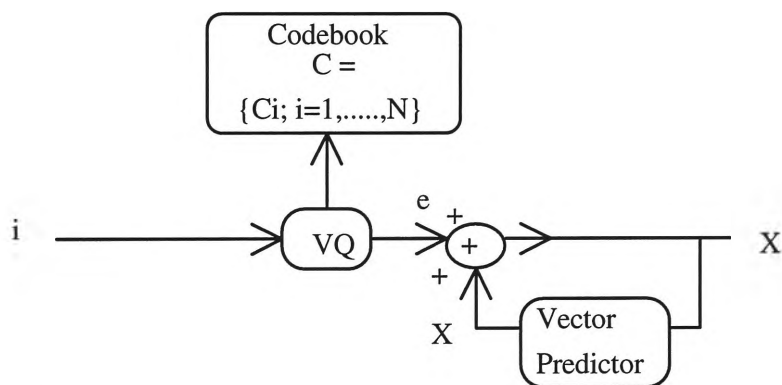 Codebook
C =
{Ci; i=1,.....,N}
i
VQ
e
+
+
+
X
X
Vector
Predictor